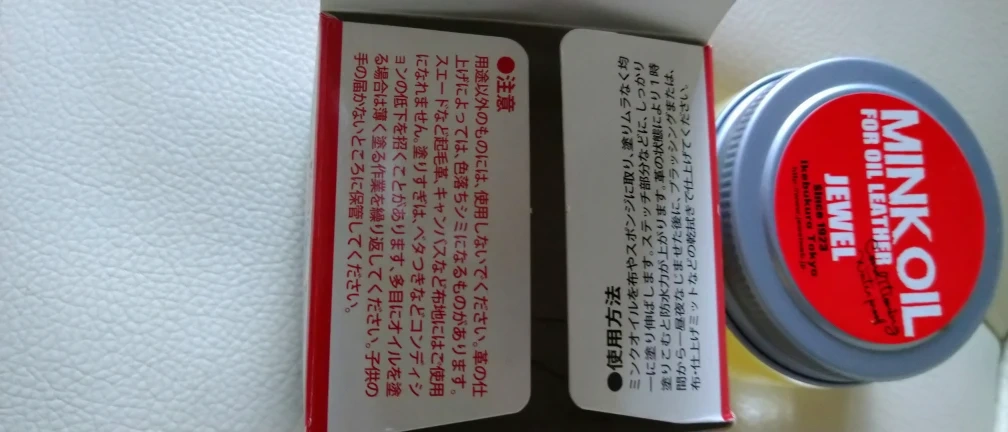 ●注意
用途以外のものには、使用しないでください。革の仕
上げによっては、色落ちシミになるものがあります。
スエードなど起毛革、キャンバスなど布地にはご使用
になれません。塗りすぎは、ベタつきなどコンディシ
ョンの低下を招くことがあります、多目にオイルを塗
る場合は薄く塗る作業を繰り返してください。子供の
手の届かないところに保管してください。
●使用方法
ミンクオイルを布やスポンジに取り、塗りムラなく均
一に塗り伸ばします。ステッチ部分などに、しっかり
塗りこむと防水力が上がります。革の状態により1時
間から一昼夜なじませた後に、ブラッシングまたは、
布・仕上げミットなどの乾拭きで仕上げてください。
MINK OIL
FOR OIL LEATHER
JEWEL
Since 1973
Ikebukuro Tokyo